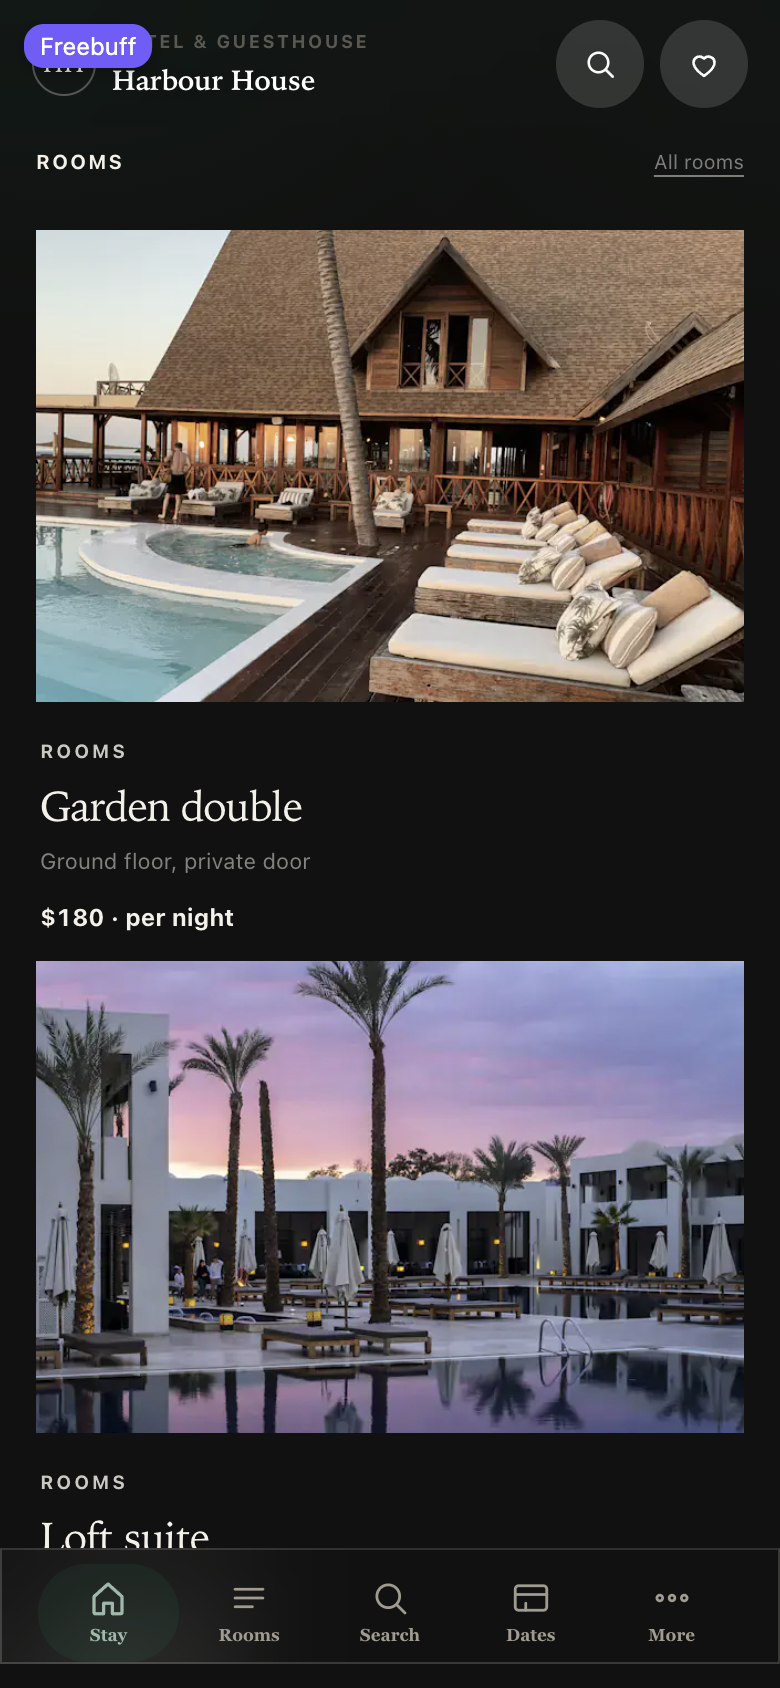 Freebuff
TEL & GUESTHOUSE
Harbour House
ROOMS
All rooms
ROOMS
Garden double
Ground floor, private door
$180 · per night
ROOMS
Loft suite
Stay
Rooms
Search
Dates
More